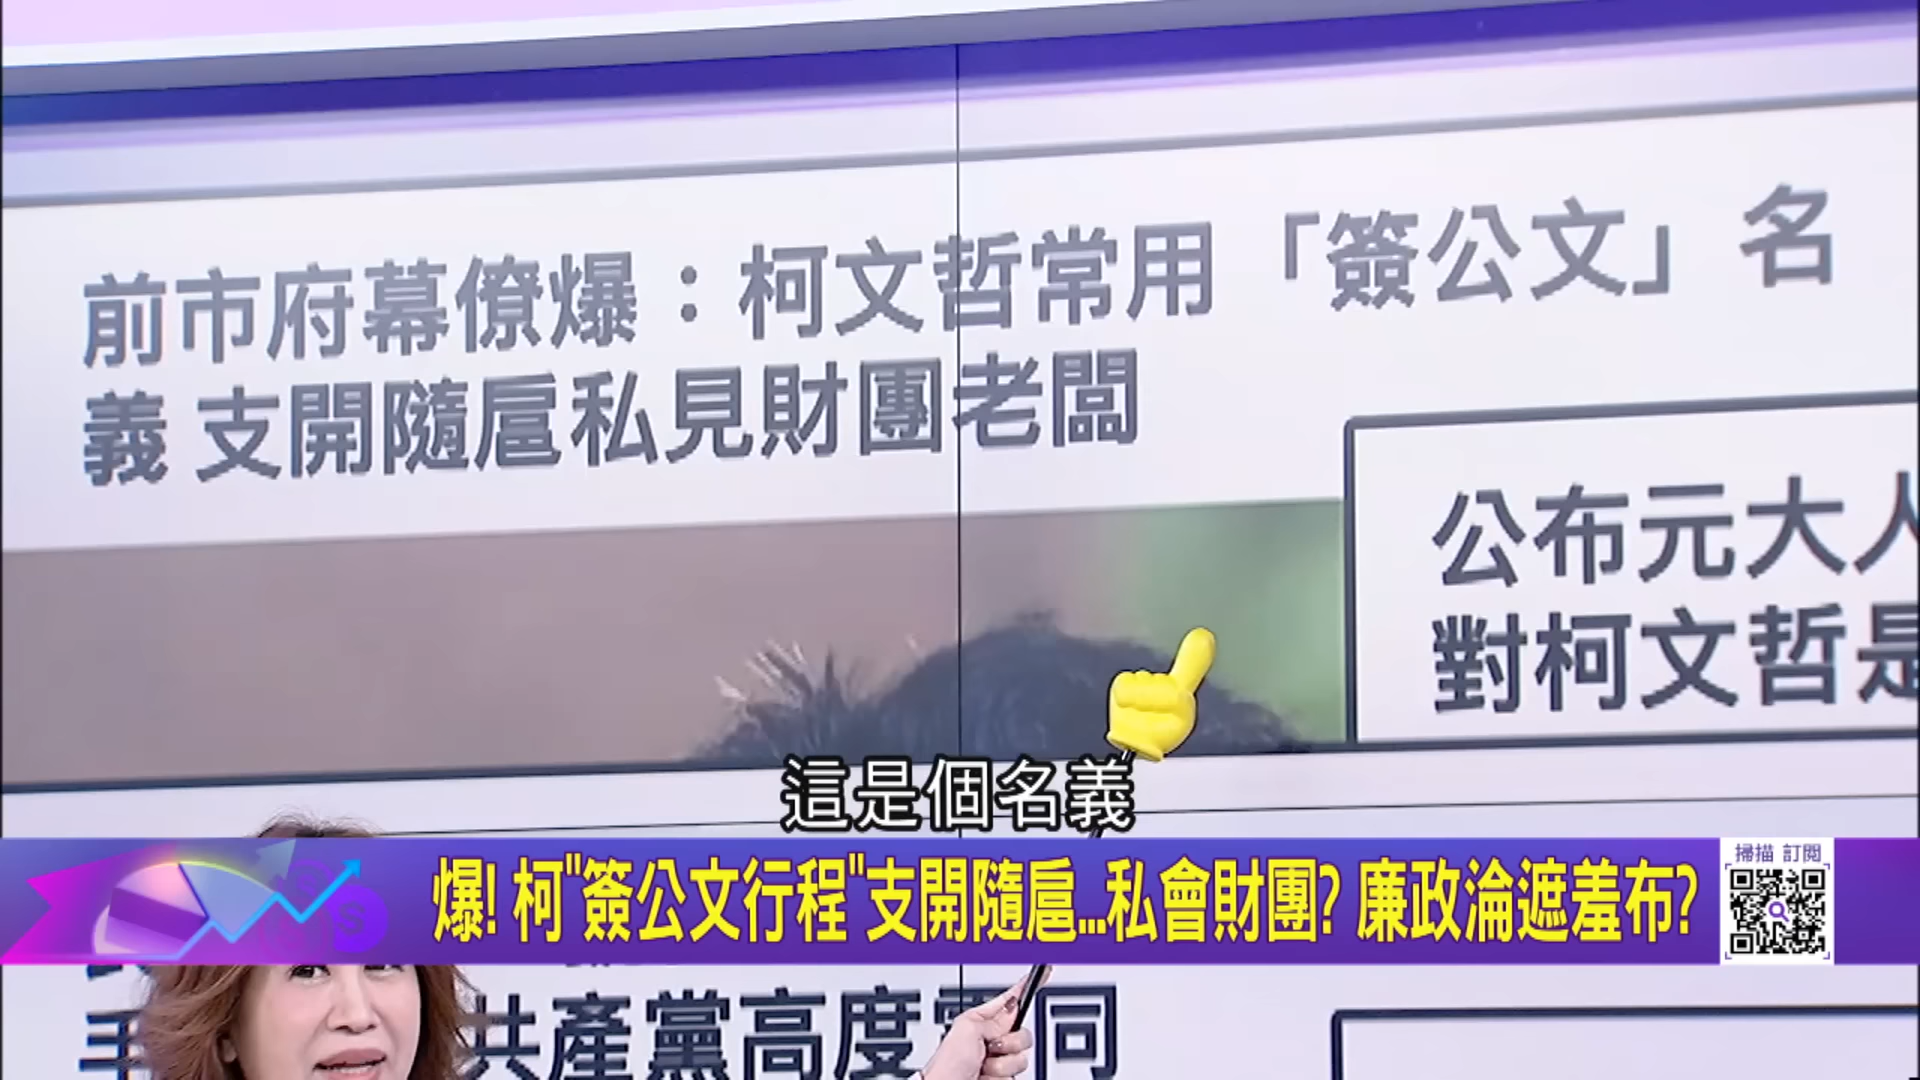 前市府幕僚爆：柯文哲常用「簽公文」名
義 支開隨扈私見財團老闆
公布元大人
對柯文哲是
這是個名義
爆! 柯"簽公文行程"支開隨扈...私會財團? 廉政淪遮羞布?
掃描 訂閱
共產黨高度 同